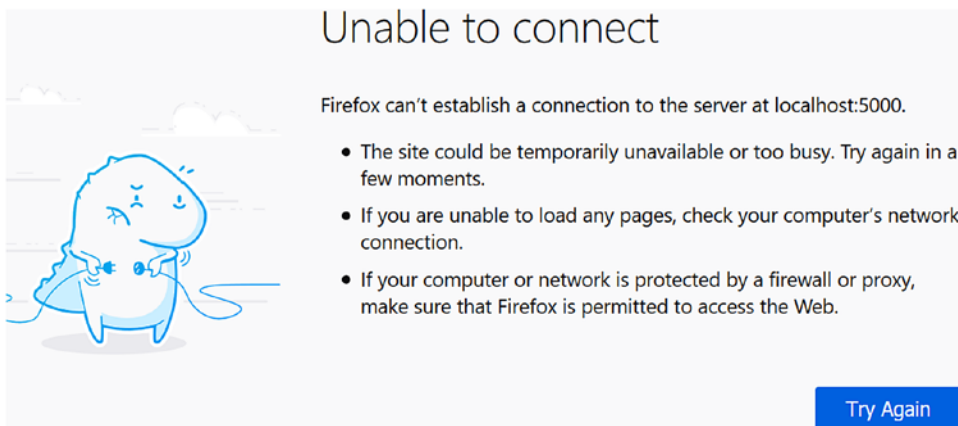 Unable to connect
Firefox can’t establish a connection to the server at localhost:5000.
• The site could be temporarily unavailable or too busy. Try again in a
few moments.
• If you are unable to load any pages, check your computer’s network
connection.
• If your computer or network is protected by a firewall or proxy,
make sure that Firefox is permitted to access the Web.
Try Again